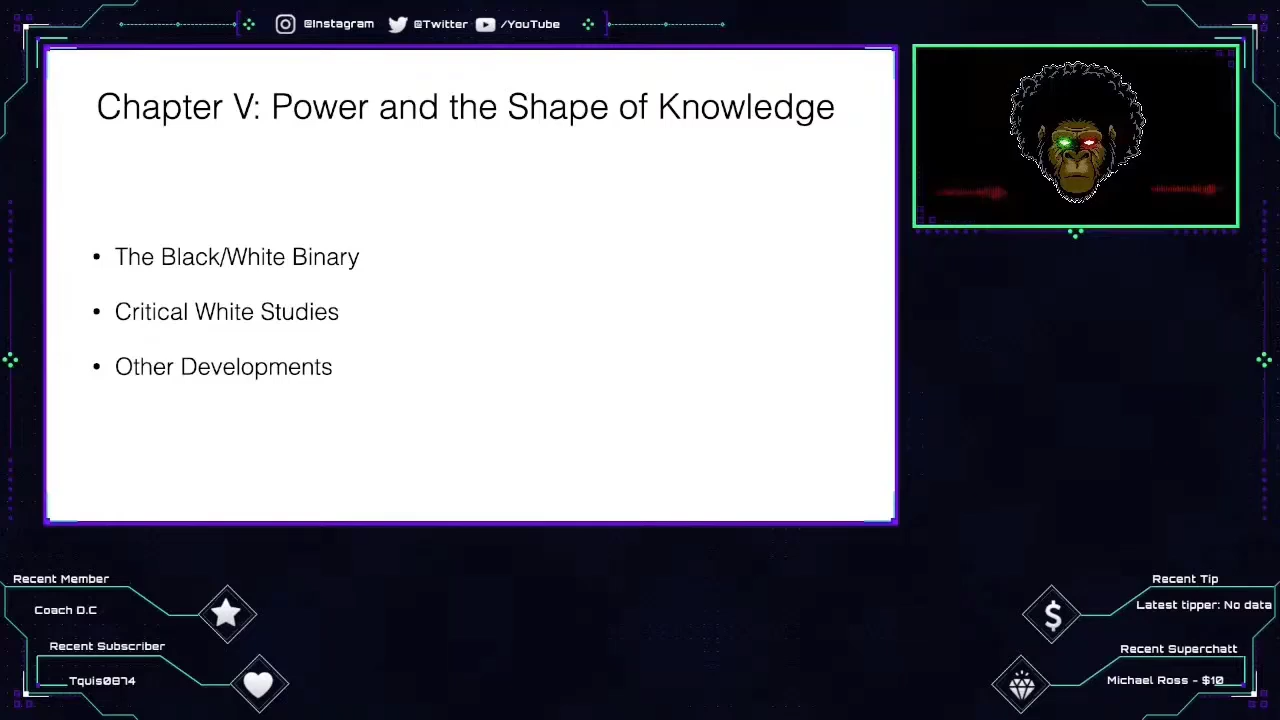 @Instagram @Twitter /YouTube
Chapter V: Power and the Shape of Knowledge
• The Black/White Binary
• Critical White Studies
• Other Developments
Recent Member
Coach D.C
Recent Subscriber
Tquis0874
Recent Tip
Latest tipper: No data
Recent Superchatt
Michael Ross - $10